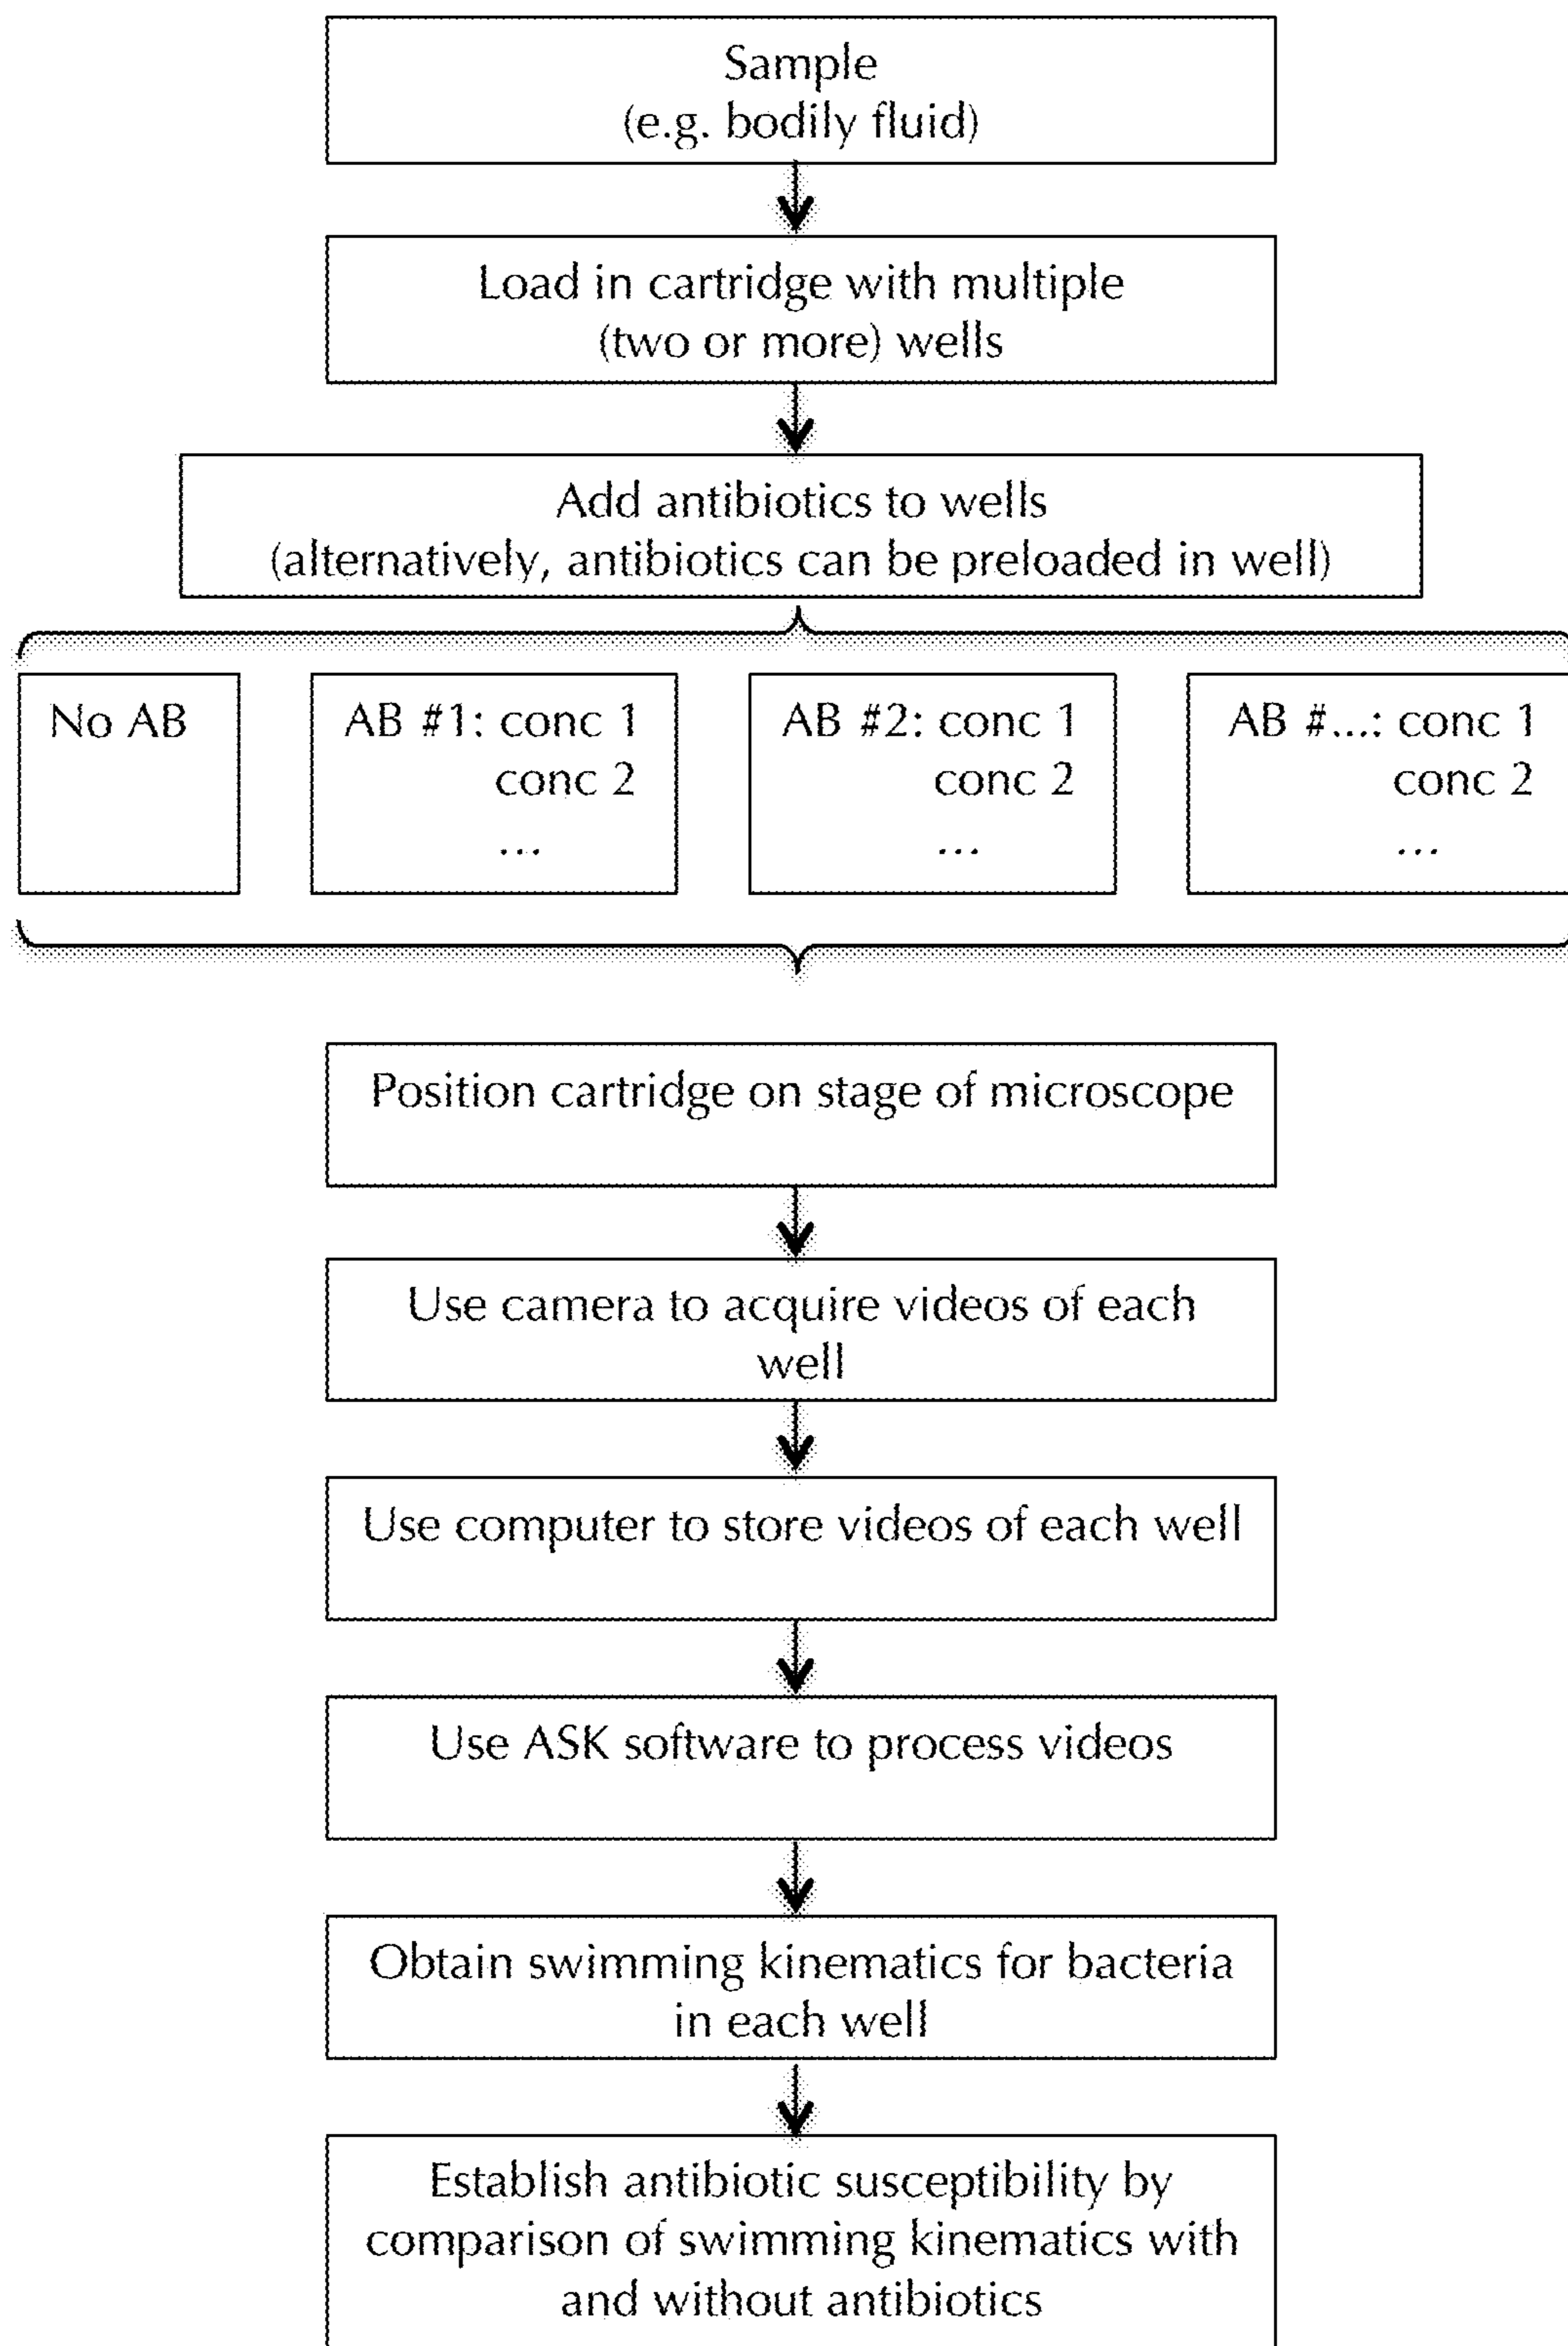 Sample
(e.g. bodily fluid)
Load in cartridge with multiple
(two or more) wells
Add antibiotics to wells
(alternatively, antibiotics can be preloaded in well)
No AB
AB #1: conc 1
conc 2
...
AB #2: conc 1
conc 2
...
AB #...: conc 1
conc 2
...
Position cartridge on stage of microscope
Use camera to acquire videos of each
well
Use computer to store videos of each well
Use ASK software to process videos
Obtain swimming kinematics for bacteria
in each well
Establish antibiotic susceptibility by
comparison of swimming kinematics with
and without antibiotics